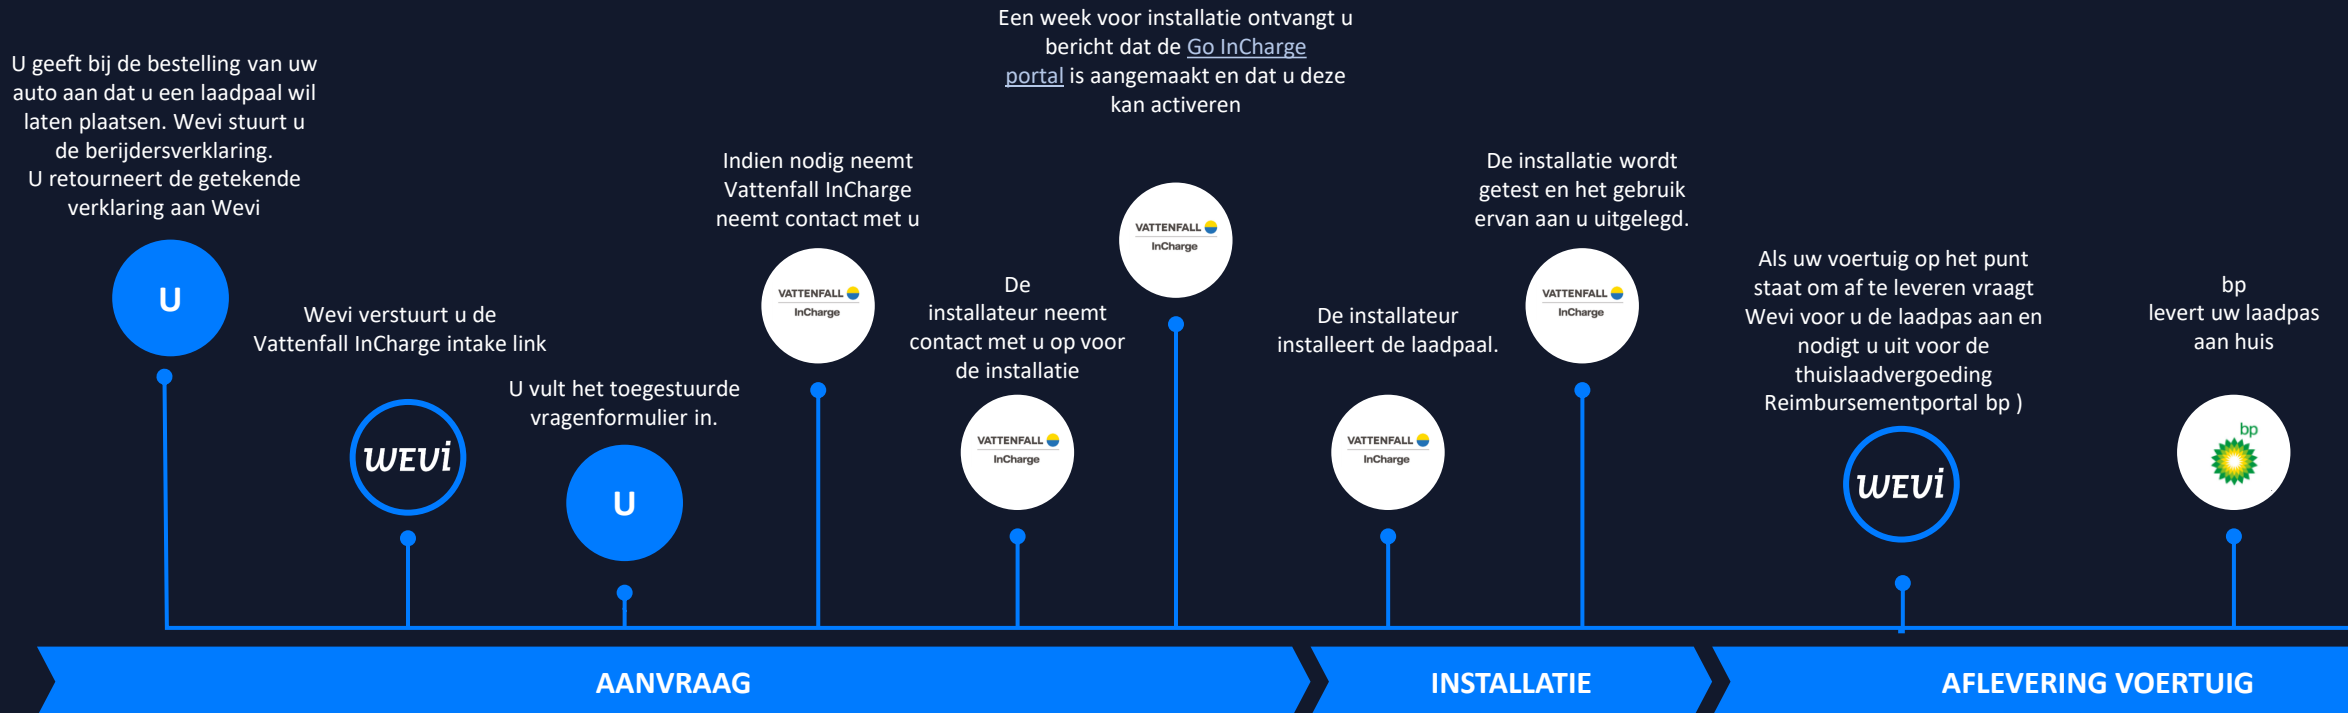 U geeft bij de bestelling van uw
auto aan dat u een laadpaal wil
laten plaatsen. Wevi stuurt u
de berijdersverklaring.
U retourneert de getekende
verklaring aan Wevi
U
Wevi verstuurt u de
Vattenfall InCharge intake link
wevi
U vult het toegestuurde
vragenformulier in.
U
Indien nodig neemt
Vattenfall InCharge
neemt contact met u
VATTENFALL
InCharge
De
installateur neemt
contact met u op voor
de installatie
VATTENFALL
InCharge
Een week voor installatie ontvangt u
bericht dat de Go InCharge
portal is aangemaakt en dat u deze
kan activeren
VATTENFALL
InCharge
De installateur
installeert de laadpaal.
VATTENFALL
InCharge
De installatie wordt
getest en het gebruik
ervan aan u uitgelegd.
VATTENFALL
InCharge
Als uw voertuig op het punt
staat om af te leveren vraagt
Wevi voor u de laadpas aan en
nodigt u uit voor de
thuislaadvergoeding
Reimbursementportal bp )
wevi
bp
levert uw laadpas
aan huis
bp
AANVRAAG
INSTALLATIE
AFLEVERING VOERTUIG